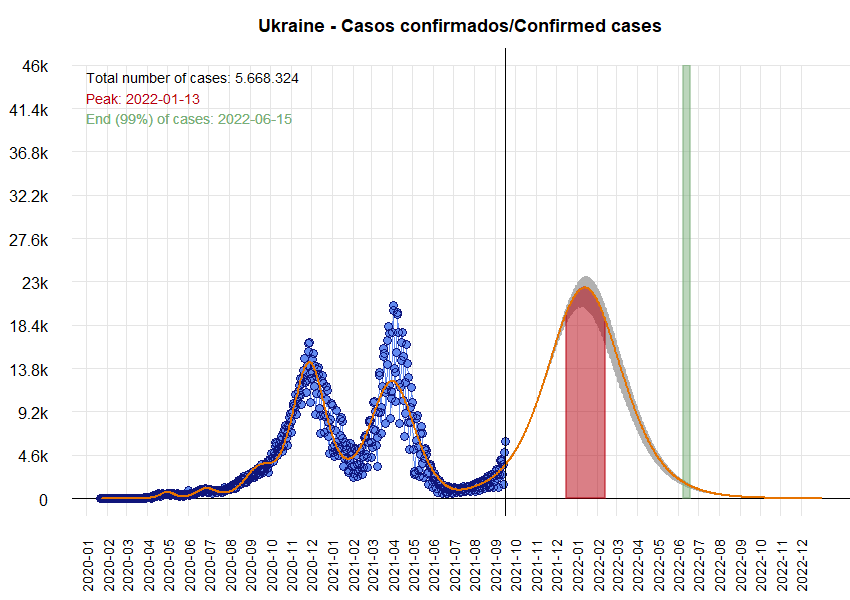 Ukraine - Casos confirmados/Confirmed cases
46k
Total number of cases: 5.668.324
Peak: 2022-01-13
End (99%) of cases: 2022-06-15
41.4k
36.8k
32.2k
27.6k
23k
18.4k
13.8k
9.2k
4.6k
0
2020-01
2020-02
2020-03
2020-04
2020-05
2020-06
2020-07
2020-08
2020-09
2020-10
2020-11
2020-12
2021-01
2021-02
2021-03
2021-04
2021-05
2021-06
2021-07
2021-08
2021-09
2021-10
2021-11
2021-12
2022-01
2022-02
2022-03
2022-04
2022-05
2022-06
2022-07
2022-08
2022-09
2022-10
2022-11
2022-12